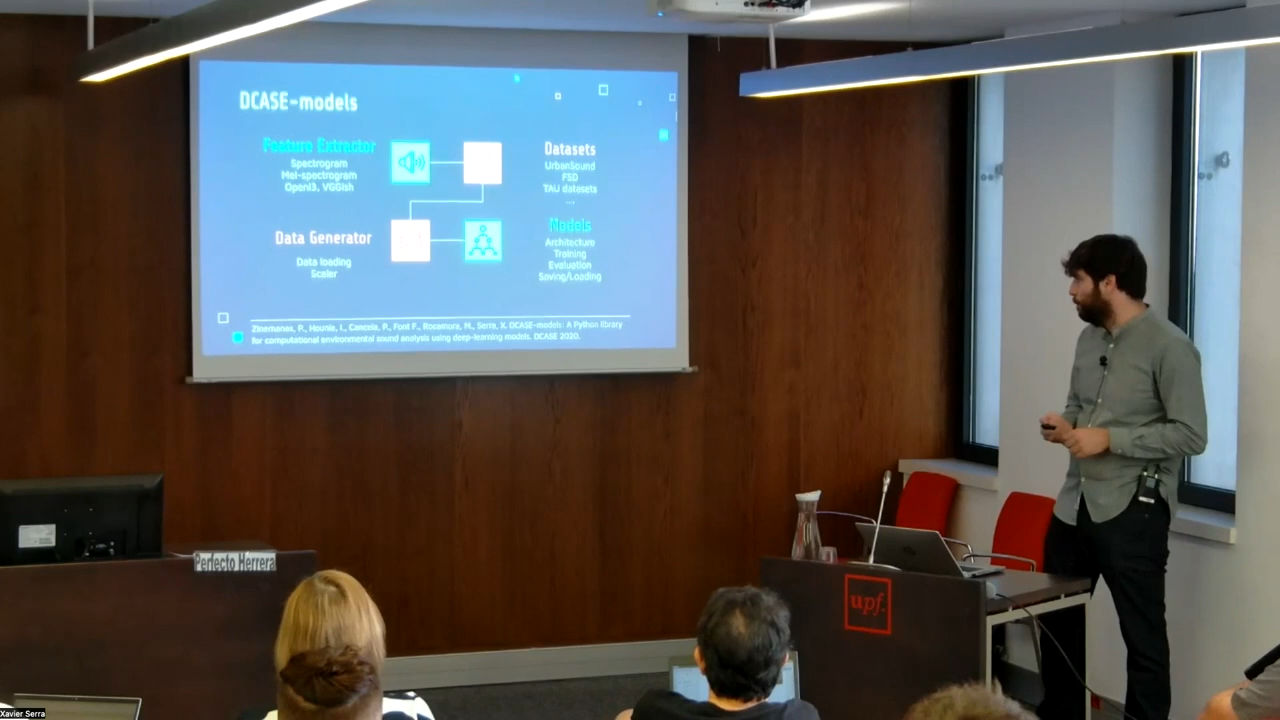 DCASE-models
Feature Extractor
Spectrogram
Mel-spectrogram
Openl3, VGGish
Datasets
UrbanSound
FSD
TAU datasets
...
Data Generator
Data loading
Scaler
Models
Architecture
Training
Evaluation
Saving/Loading
Zinemanas, P., Hounie, I., Cancela, P., Font F., Rocamora, M., Serra, X. DCASE-models: A Python library
for computational environmental sound analysis using deep-learning models. DCASE 2020.
Perfecto Herrera
upf.
Xavier Serra